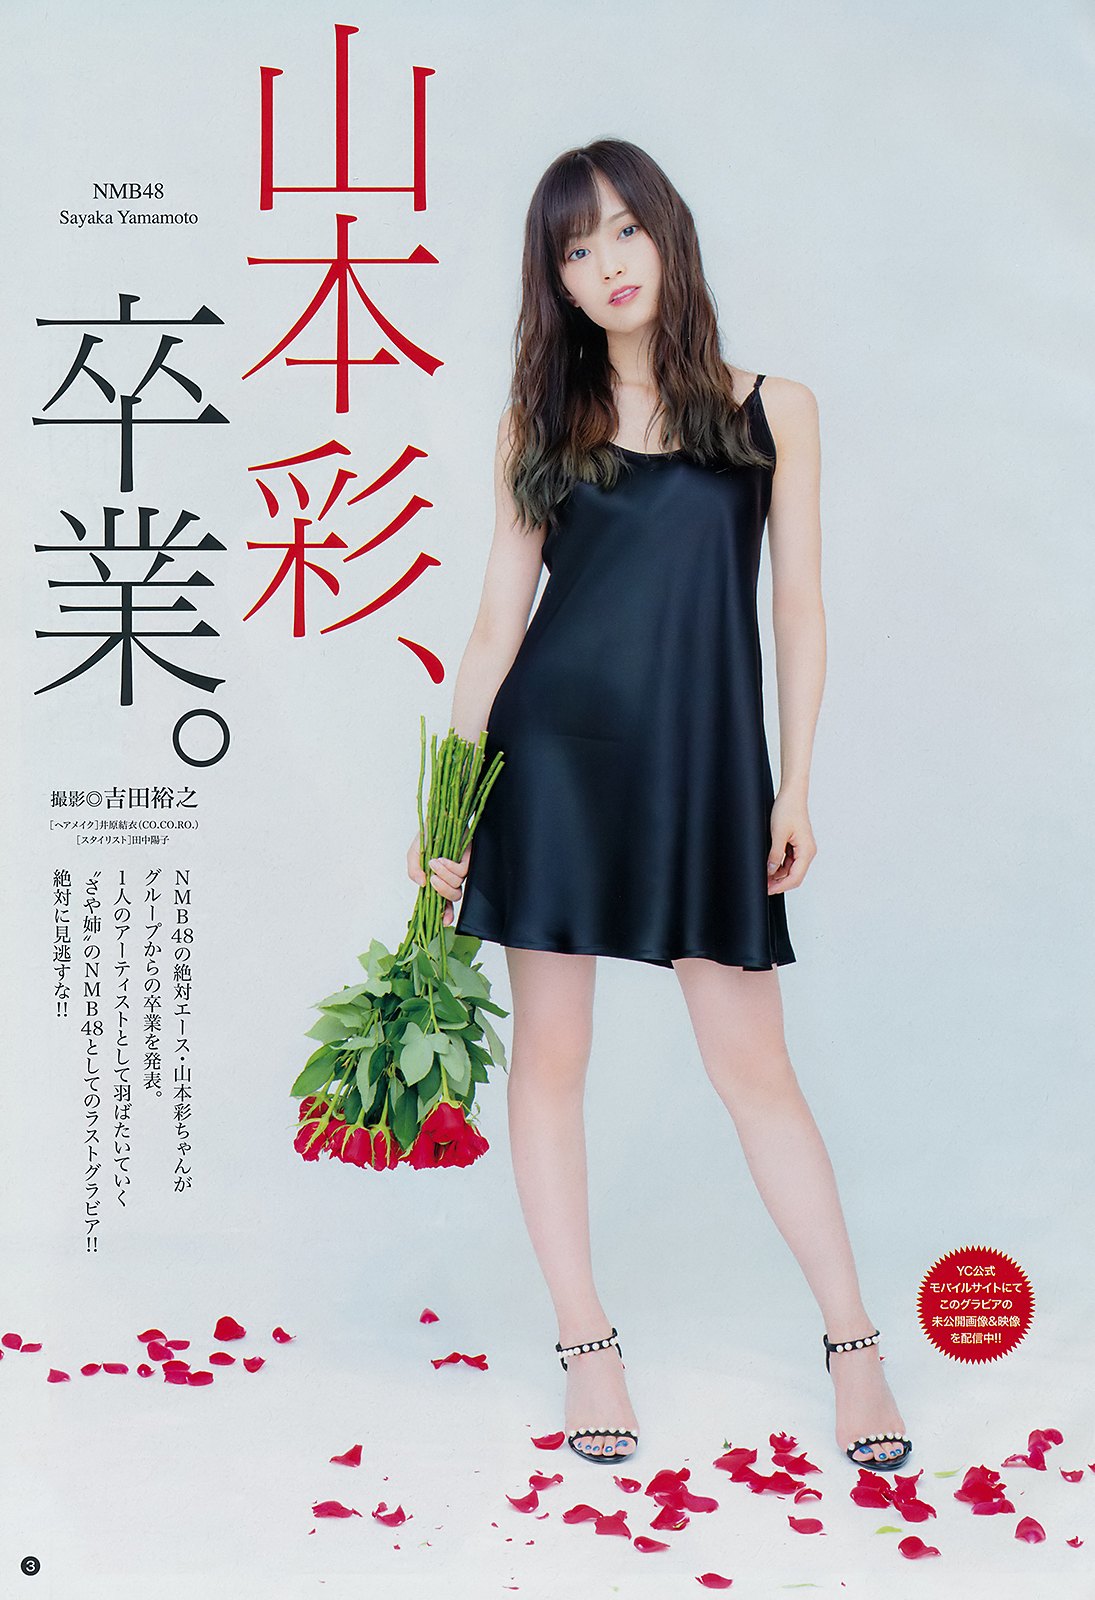 山本彩、
卒業。
NMB48
Sayaka Yamamoto
撮影◎吉田裕之
[ヘアメイク]井原結衣(CO.CO.RO.)
[スタイリスト]田中陽子
NMB48の絶対エース・山本彩ちゃんが
グループからの卒業を発表。
1人のアーティストとして羽ばたいていく
〝さや姉〟のNMB48としてのラストグラビア!!
絶対に見逃すな!!
YC公式
モバイルサイトにて
このグラビアの
未公開画像&映像
を配信中!!
3